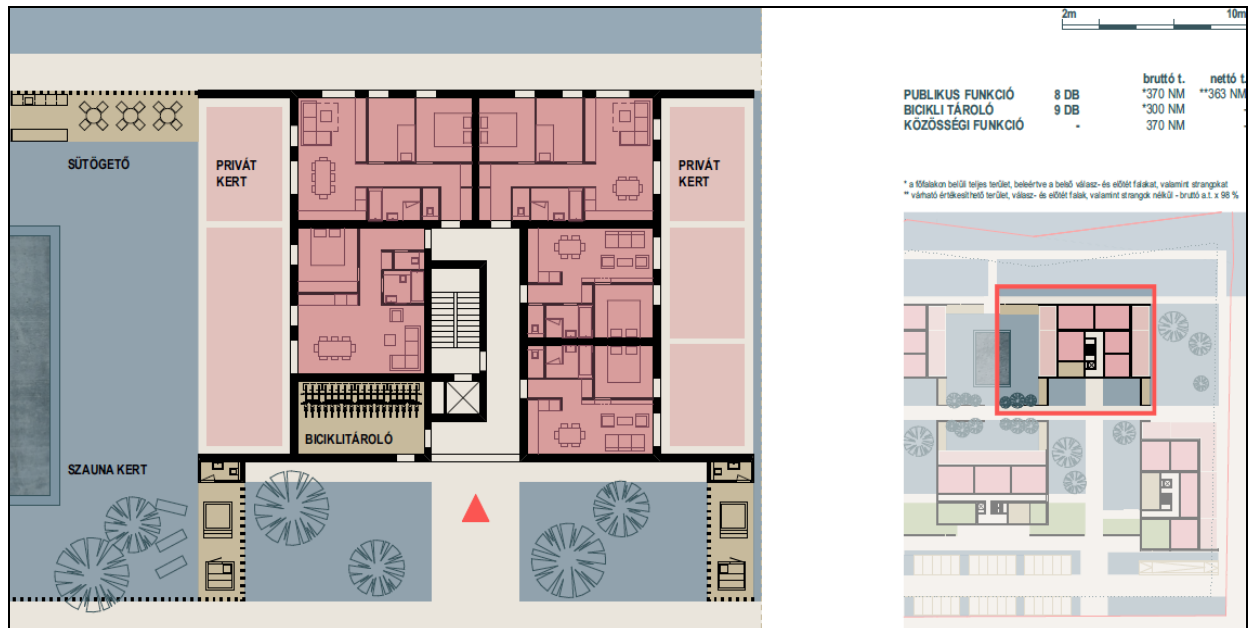 2m 10m
bruttó t. nettó t.
PUBLIKUS FUNKCIÓ 8 DB *370 NM **363 NM
BICIKLI TÁROLÓ 9 DB *300 NM -
KÖZÖSSÉGI FUNKCIÓ - 370 NM -
* a főfalakon belüli teljes terület, beleértve a belső válasz- és előtét falakat, valamint strangokat
** várható értékesíthető terület, válasz- és előtét falak, valamint strangok nélkül - bruttó a.t. x 98 %
SÜTÖGETŐ
PRIVÁT
KERT
PRIVÁT
KERT
BICIKLITÁROLÓ
SZAUNA KERT